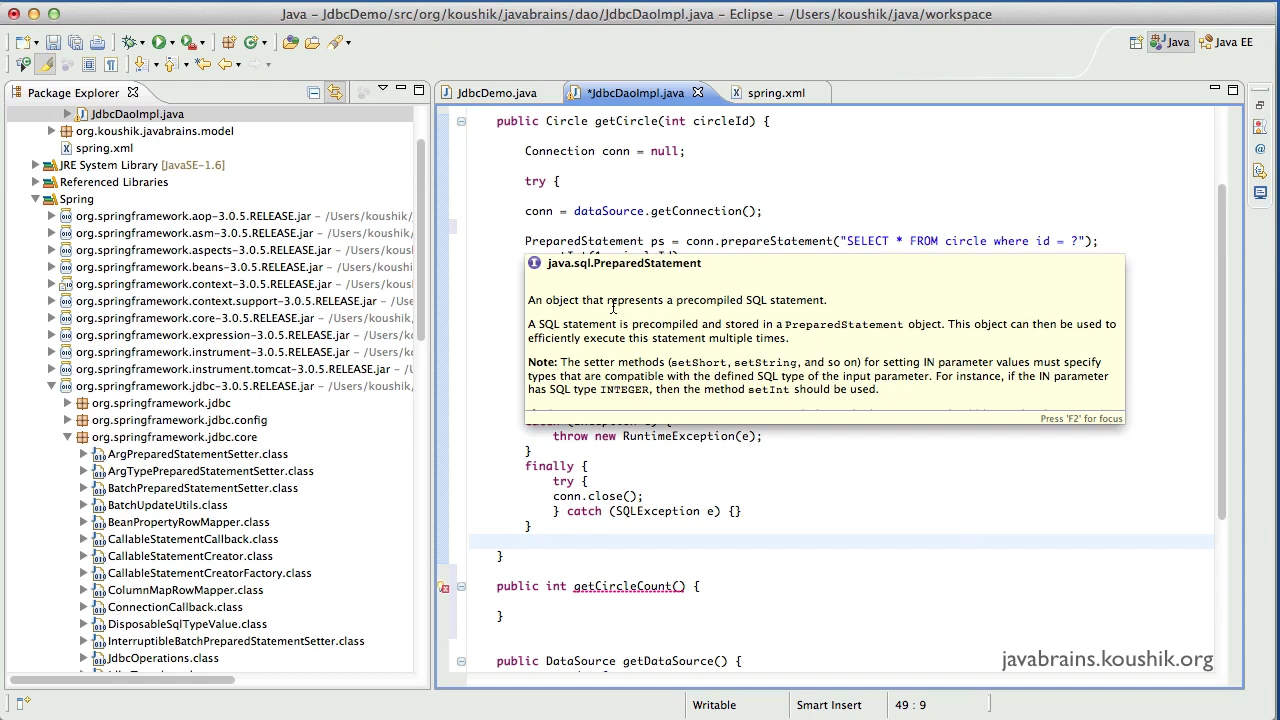 Java - JdbcDemo/src/org/koushik/javabrains/dao/JdbcDaoImpl.java - Eclipse - /Users/koushik/java/workspace
Java
Java EE
Package Explorer
JdbcDaoImpl.java
org.koushik.javabrains.model
spring.xml
JRE System Library [JavaSE-1.6]
Referenced Libraries
Spring
org.springframework.aop-3.0.5.RELEASE.jar - /Users/koushik/
org.springframework.asm-3.0.5.RELEASE.jar - /Users/koushik/
org.springframework.aspects-3.0.5.RELEASE.jar - /Users/koushik/
org.springframework.beans-3.0.5.RELEASE.jar - /Users/koushik/
org.springframework.context-3.0.5.RELEASE.jar - /Users/koushik/
org.springframework.context.support-3.0.5.RELEASE.jar - /Users/
org.springframework.core-3.0.5.RELEASE.jar - /Users/koushik/
org.springframework.expression-3.0.5.RELEASE.jar - /Users/
org.springframework.instrument-3.0.5.RELEASE.jar - /Users/
org.springframework.instrument.tomcat-3.0.5.RELEASE.jar - /Users
org.springframework.jdbc-3.0.5.RELEASE.jar - /Users/koushik/
org.springframework.jdbc
org.springframework.jdbc.config
org.springframework.jdbc.core
ArgPreparedStatementSetter.class
ArgTypePreparedStatementSetter.class
BatchPreparedStatementSetter.class
BatchUpdateUtils.class
BeanPropertyRowMapper.class
CallableStatementCallback.class
CallableStatementCreator.class
CallableStatementCreatorFactory.class
ColumnMapRowMapper.class
ConnectionCallback.class
DisposableSqlTypeValue.class
InterruptibleBatchPreparedStatementSetter.class
JdbcOperations.class
JdbcDemo.java
*JdbcDaoImpl.java
spring.xml
public Circle getCircle(int circleId) {
Connection conn = null;
try {
conn = dataSource.getConnection();
PreparedStatement ps = conn.prepareStatement("SELECT * FROM circle where id = ?");
java.sql.PreparedStatement
An object that represents a precompiled SQL statement.
A SQL statement is precompiled and stored in a PreparedStatement object. This object can then be used to
efficiently execute this statement multiple times.
Note: The setter methods (setShort, setString, and so on) for setting IN parameter values must specify
types that are compatible with the defined SQL type of the input parameter. For instance, if the IN parameter
has SQL type INTEGER, then the method setInt should be used.
Press 'F2' for focus
throw new RuntimeException(e);
}
finally {
try {
conn.close();
} catch (SQLException e) {}
}
}
public int getCircleCount() {
}
public DataSource getDataSource() {
javabrains.koushik.org
Writable
Smart Insert
49 : 9